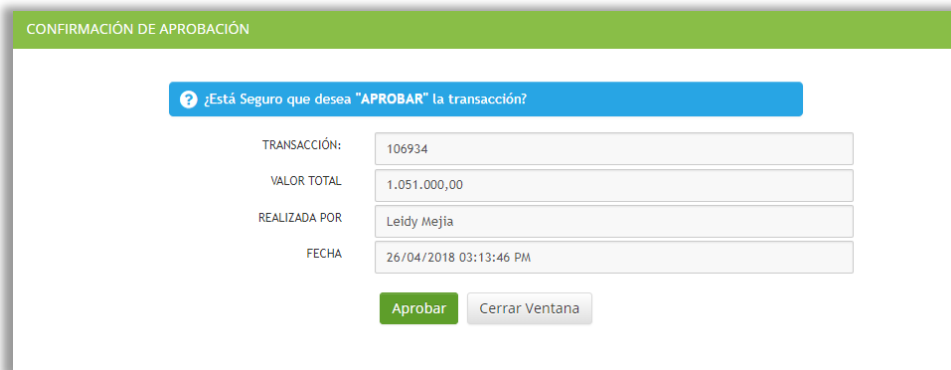 CONFIRMACIÓN DE APROBACIÓN
¿Está Seguro que desea "APROBAR" la transacción?
TRANSACCIÓN: 106934
VALOR TOTAL 1.051.000,00
REALIZADA POR Leidy Mejia
FECHA 26/04/2018 03:13:46 PM
Aprobar Cerrar Ventana